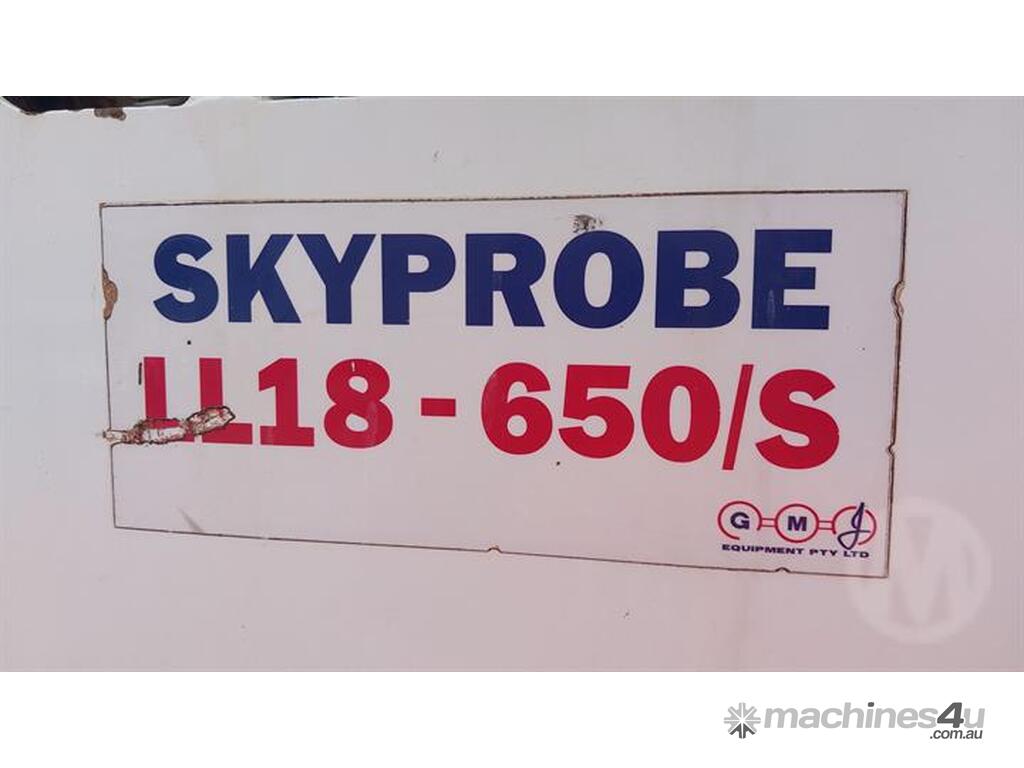 SKYPROBE
LL18 - 650/S
G M J
EQUIPMENT PTY LTD
M
machines4u
.com.au